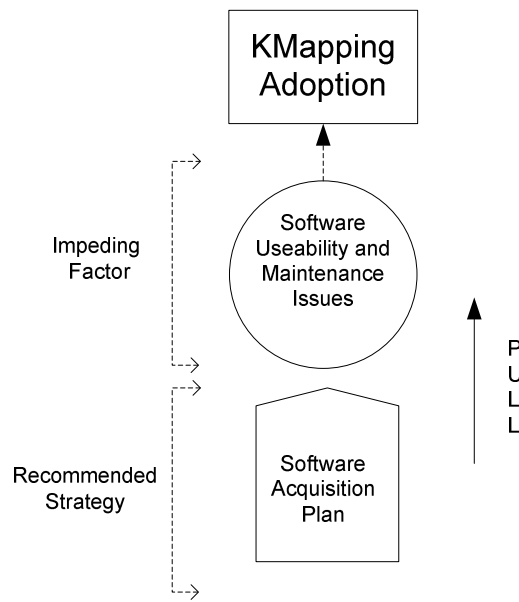 KMapping
Adoption
Software
Useability and
Maintenance
Issues
Impeding
Factor
P
U
L
L
Recommended
Strategy
Software
Acquisition
Plan